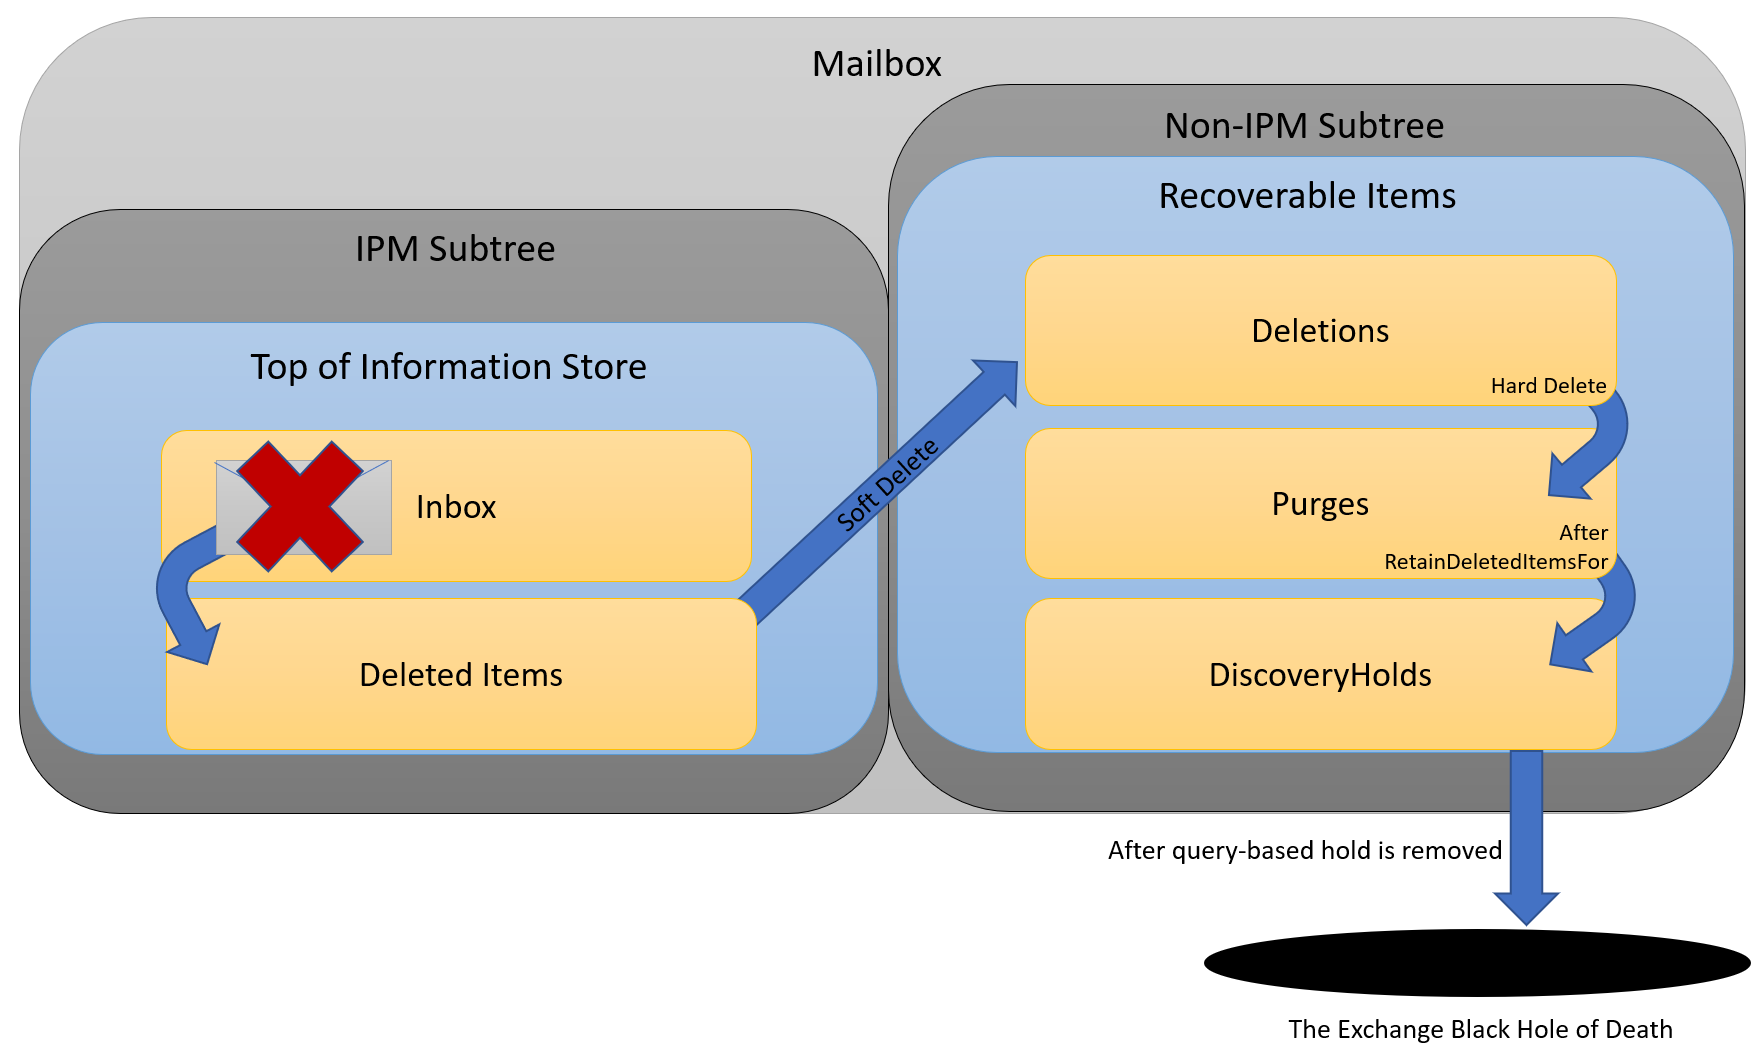 Mailbox
Non-IPM Subtree
Recoverable Items
IPM Subtree
Top of Information Store
Inbox
Deleted Items
Soft Delete
Deletions
Hard Delete
Purges
After
RetainDeletedItemsFor
DiscoveryHolds
After query-based hold is removed
The Exchange Black Hole of Death